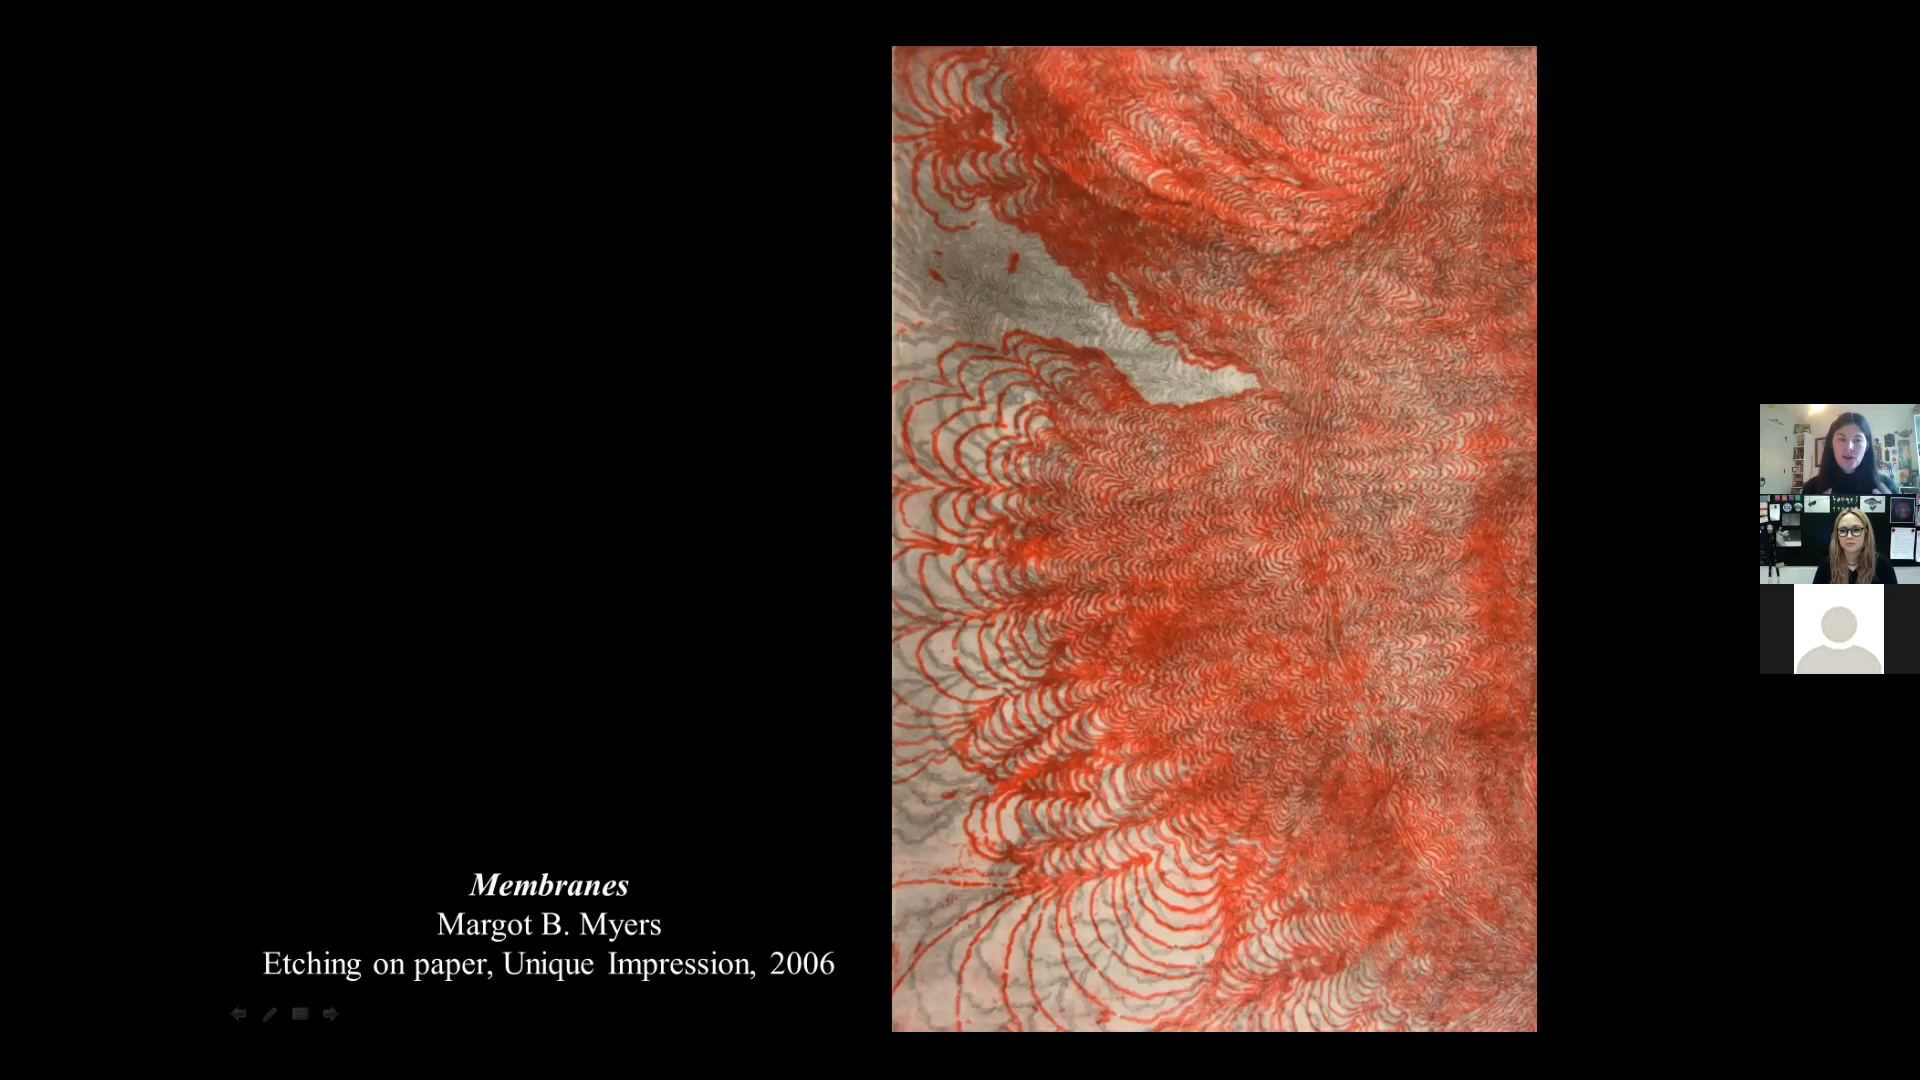 Membranes
Margot B. Myers
Etching on paper, Unique Impression, 2006